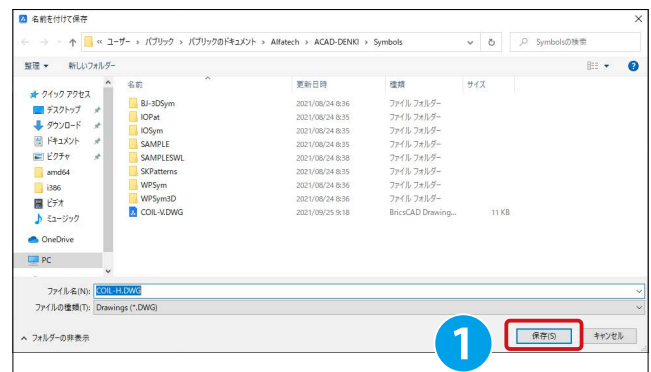 名前を付けて保存
« ユーザー › パブリック › パブリックのドキュメント › Alfatech › ACAD-DENKI › Symbols
Symbolsの検索
整理 新しいフォルダー
名前 更新日時 種類 サイズ
クイック アクセス
デスクトップ
ダウンロード
ドキュメント
ピクチャ
amd64
i386
ビデオ
ミュージック
OneDrive
PC
BJ-3DSym 2021/08/24 8:36 ファイル フォルダー
IOPat 2021/08/24 8:35 ファイル フォルダー
IOSym 2021/08/24 8:35 ファイル フォルダー
SAMPLE 2021/08/24 8:35 ファイル フォルダー
SAMPLESWL 2021/08/24 8:38 ファイル フォルダー
SKPatterns 2021/08/24 8:35 ファイル フォルダー
WPSym 2021/08/24 8:36 ファイル フォルダー
WPSym3D 2021/08/24 8:36 ファイル フォルダー
COIL-V.DWG 2021/09/25 9:18 BricsCAD Drawing... 11 KB
ファイル名(N): COIL-H.DWG
ファイルの種類(T): Drawings (*.DWG)
フォルダーの非表示
1
保存(S)
キャンセル